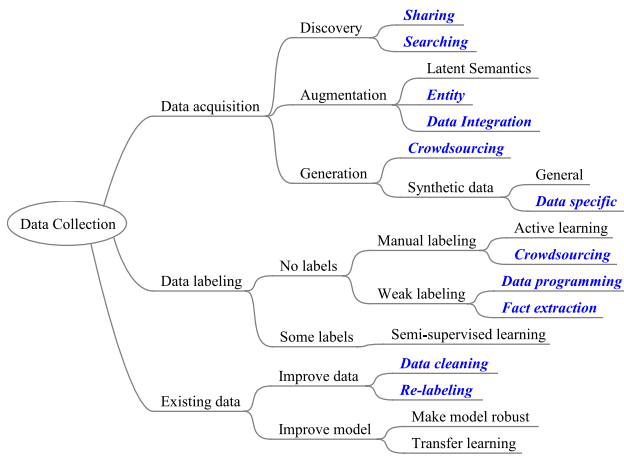 Data Collection
Data acquisition
Discovery
Sharing
Searching
Augmentation
Latent Semantics
Entity
Data Integration
Generation
Crowdsourcing
Synthetic data
General
Data specific
Data labeling
No labels
Manual labeling
Active learning
Crowdsourcing
Weak labeling
Data programming
Fact extraction
Some labels
Semi-supervised learning
Existing data
Improve data
Data cleaning
Re-labeling
Improve model
Make model robust
Transfer learning